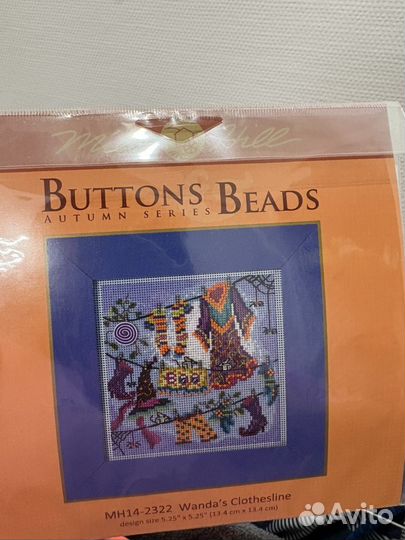 Mill Hill
BUTTONS BEADS
AUTUMN SERIES
BOO
MH14-2322 Wanda's Clothesline
design size 5.25" x 5.25" (13.4 cm x 13.4 cm)
Avito